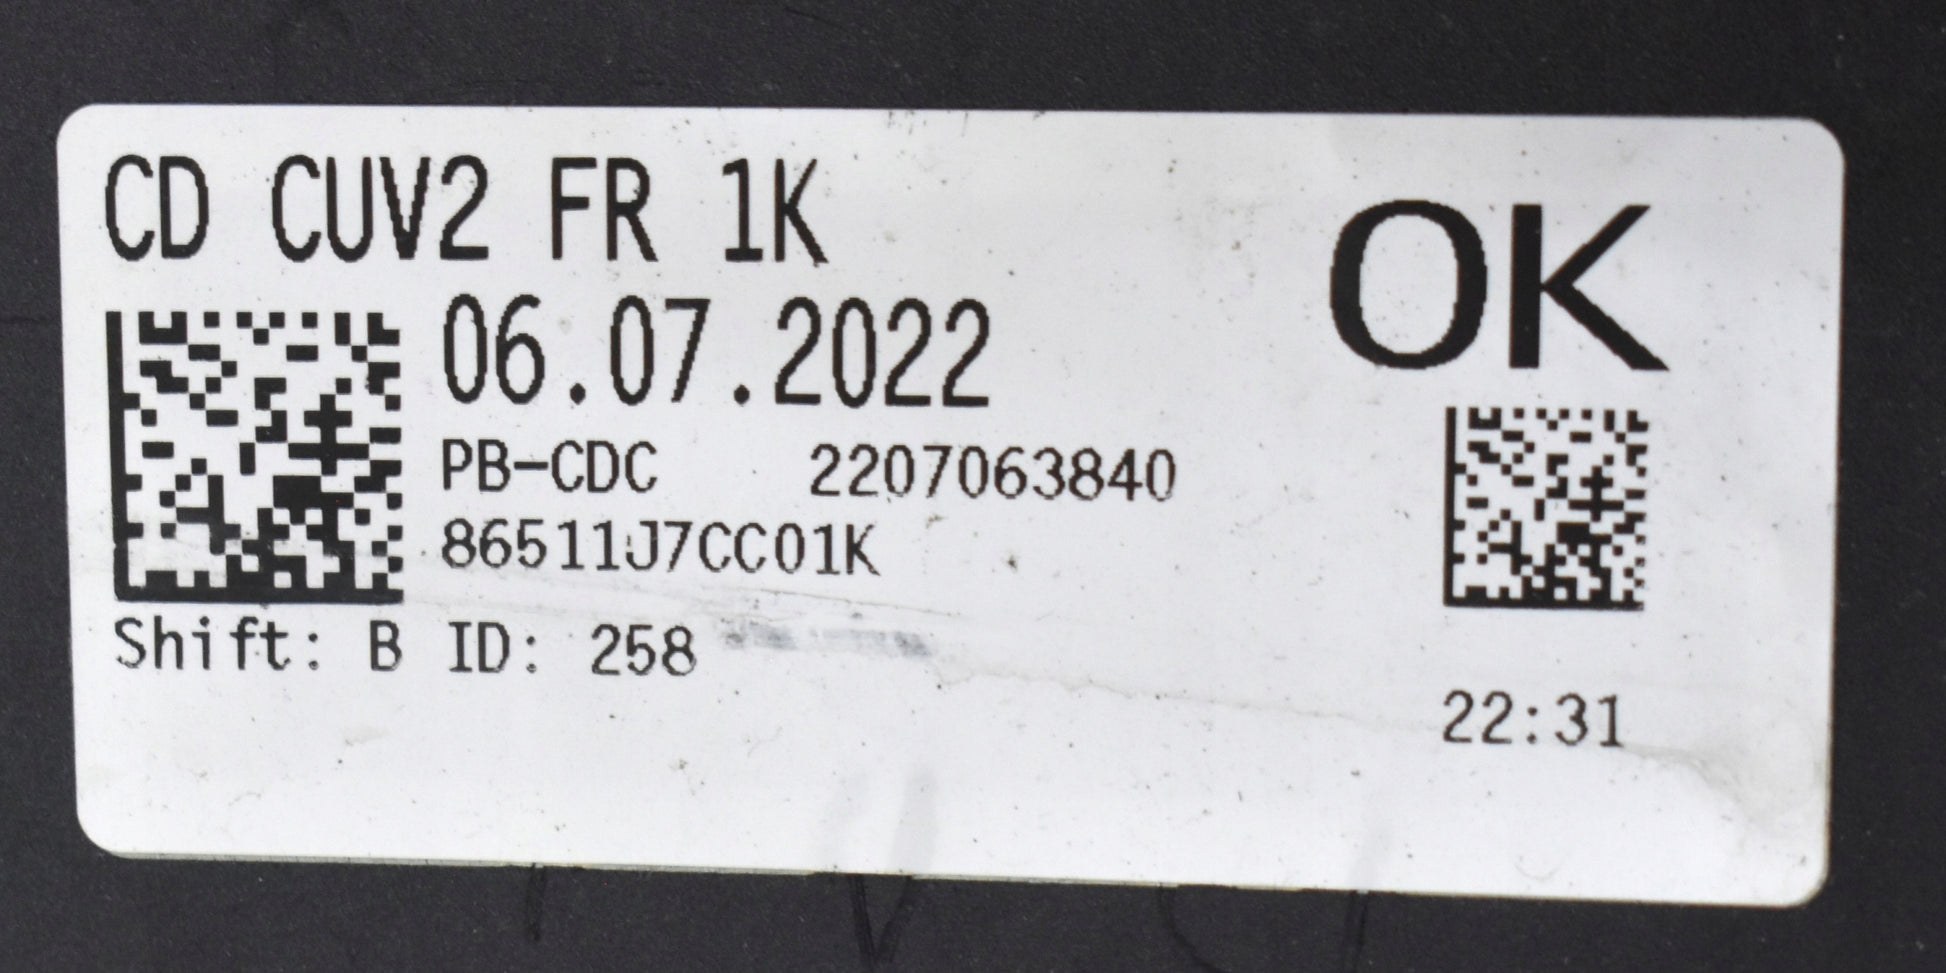 CD CUV2 FR 1K
OK
06.07.2022
PB-CDC 2207063840
86511J7CC01K
Shift: B ID: 258
22:31